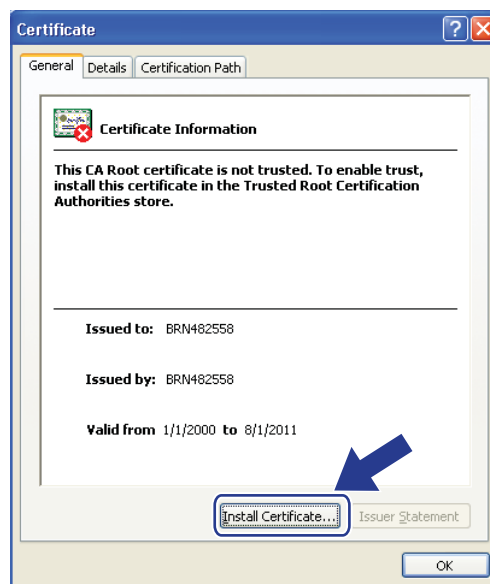 Certificate
General Details Certification Path
Certificate Information
This CA Root certificate is not trusted. To enable trust,
install this certificate in the Trusted Root Certification
Authorities store.
Issued to: BRN482558
Issued by: BRN482558
Valid from 1/1/2000 to 8/1/2011
Install Certificate... Issuer Statement
OK